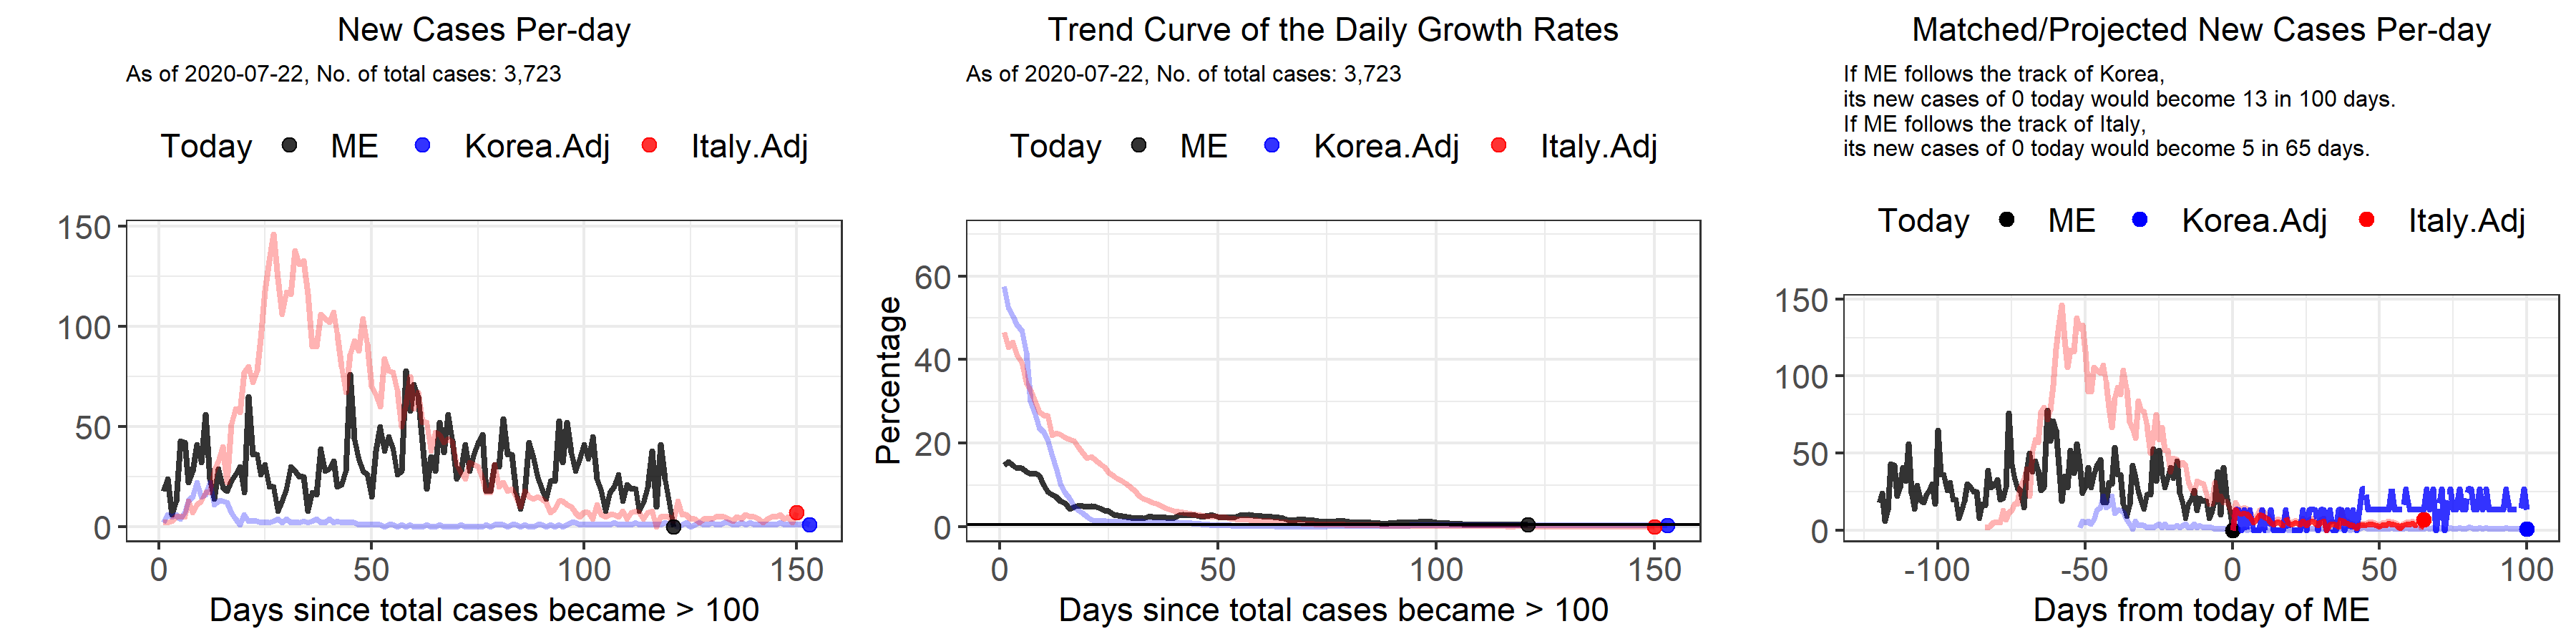 New Cases Per-day
As of 2020-07-22, No. of total cases: 3,723
Today ME Korea.Adj Italy.Adj
150
100
50
0
0 50 100 150
Days since total cases became > 100
Trend Curve of the Daily Growth Rates
As of 2020-07-22, No. of total cases: 3,723
Today ME Korea.Adj Italy.Adj
Percentage
60
40
20
0
0 50 100 150
Days since total cases became > 100
Matched/Projected New Cases Per-day
If ME follows the track of Korea,
its new cases of 0 today would become 13 in 100 days.
If ME follows the track of Italy,
its new cases of 0 today would become 5 in 65 days.
Today ME Korea.Adj Italy.Adj
150
100
50
0
-100 -50 0 50 100
Days from today of ME